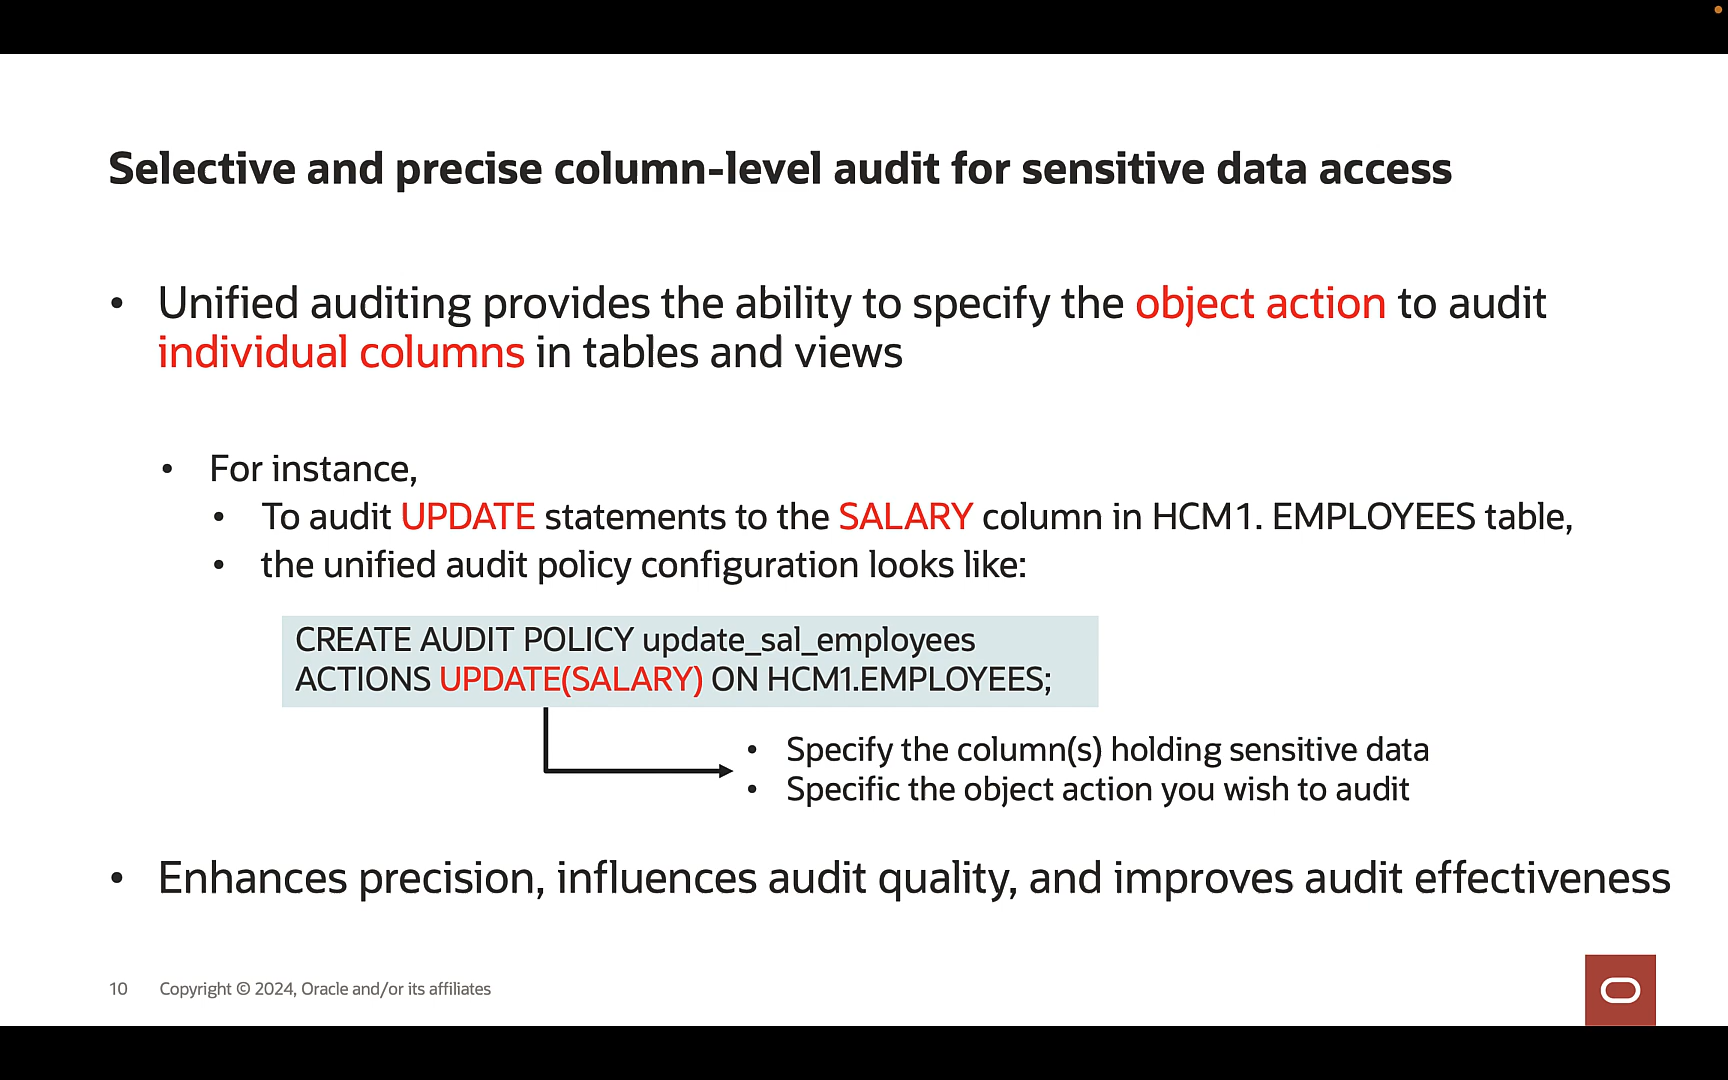 Selective and precise column-level audit for sensitive data access
• Unified auditing provides the ability to specify the object action to audit
individual columns in tables and views
• For instance,
• To audit UPDATE statements to the SALARY column in HCM1. EMPLOYEES table,
• the unified audit policy configuration looks like:
CREATE AUDIT POLICY update_sal_employees
ACTIONS UPDATE(SALARY) ON HCM1.EMPLOYEES;
• Specify the column(s) holding sensitive data
• Specific the object action you wish to audit
• Enhances precision, influences audit quality, and improves audit effectiveness
10 Copyright © 2024, Oracle and/or its affiliates